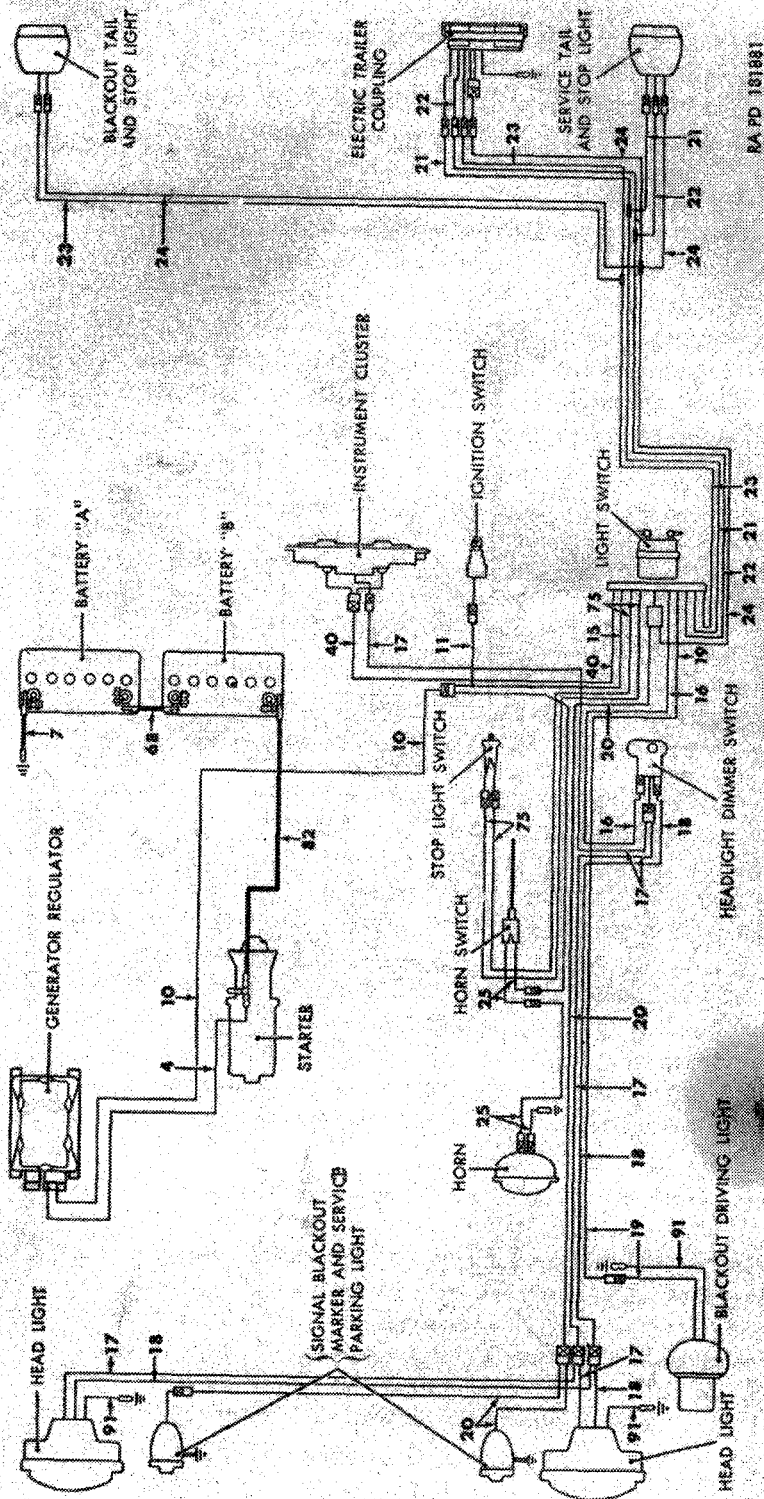 HEAD LIGHT
17
18
91
{SIGNAL BLACKOUT
MARKER AND SERVICE
(PARKING LIGHT
20
17
18
91
HEAD LIGHT
BLACKOUT DRIVING LIGHT
91
19
18
17
20
GENERATOR REGULATOR
10
4
STARTER
82
7
68
BATTERY "A"
BATTERY "B"
HORN
25
HORN SWITCH
25
STOP LIGHT SWITCH
75
10
INSTRUMENT CLUSTER
40
17
IGNITION SWITCH
11
40
15
75
LIGHT SWITCH
20
16
19
16
18
17
HEADLIGHT DIMMER SWITCH
24
22
21
23
BLACKOUT TAIL
AND STOP LIGHT
23
24
ELECTRIC TRAILER
COUPLING
21
22
23
24
SERVICE TAIL
AND STOP LIGHT
21
22
24
RA PD 181881